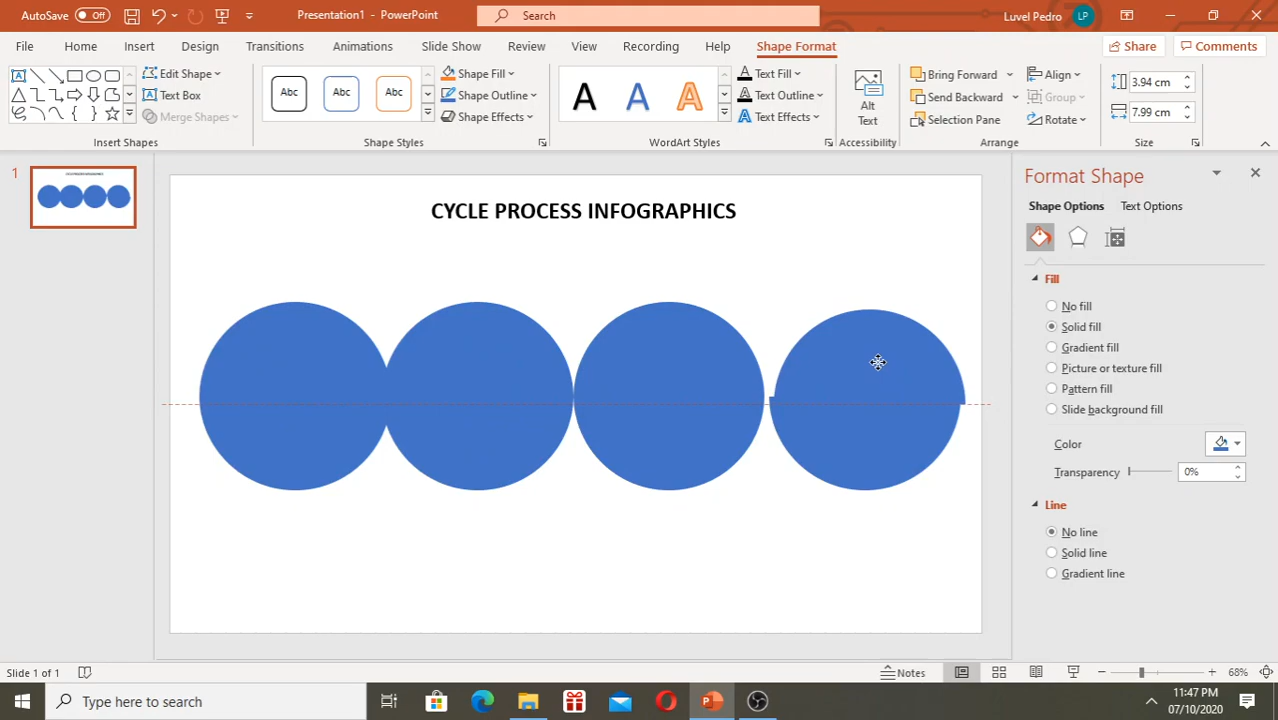 AutoSave Off Presentation1 - PowerPoint Search Luvel Pedro LP
File Home Insert Design Transitions Animations Slide Show Review View Recording Help Shape Format Share Comments
Edit Shape Text Box Merge Shapes
Insert Shapes
Abc Abc Abc
Shape Fill
Shape Outline
Shape Effects
Shape Styles
A A A
Text Fill
Text Outline
Text Effects
WordArt Styles
Alt Text
Accessibility
Bring Forward
Send Backward
Selection Pane
Align
Group
Rotate
Arrange
3.94 cm
7.99 cm
Size
1
CYCLE PROCESS INFOGRAPHICS
Format Shape
Shape Options Text Options
Fill
No fill
Solid fill
Gradient fill
Picture or texture fill
Pattern fill
Slide background fill
Color
Transparency 0%
Line
No line
Solid line
Gradient line
Slide 1 of 1 Notes 68%
Type here to search
11:47 PM
07/10/2020